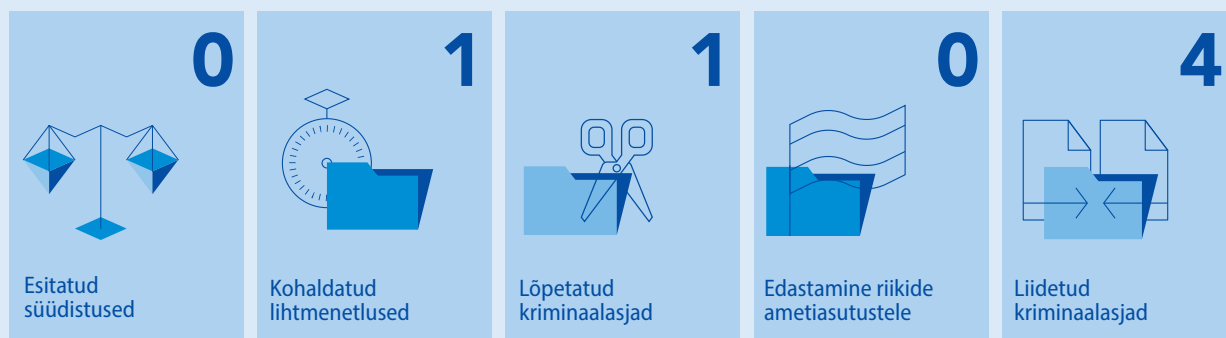 0
Esitatud
süüdistused
1
Kohaldatud
lihtmenetlused
1
Lõpetatud
kriminaalasjad
0
Edastamine riikide
ametiasutustele
4
Liidetud
kriminaalasjad